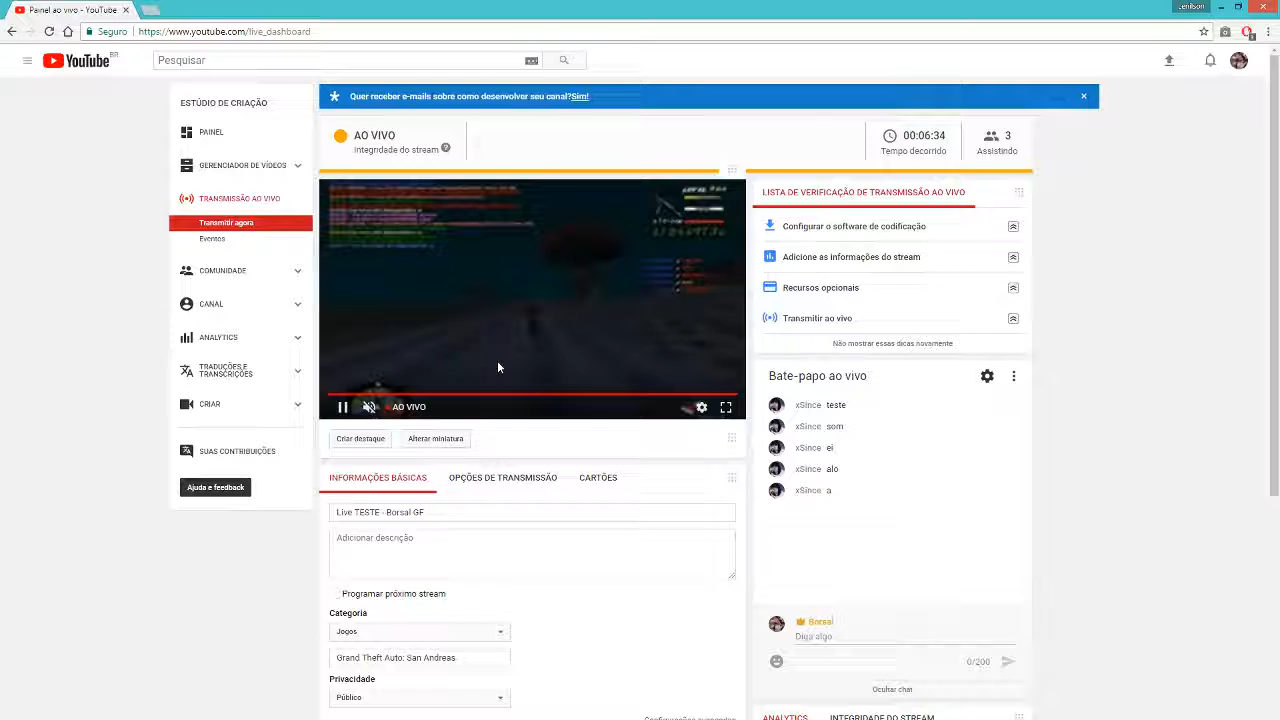 Painel ao vivo - YouTube
Lenilson
Seguro
https://www.youtube.com/live_dashboard
YouTube BR
Pesquisar
ESTÚDIO DE CRIAÇÃO
PAINEL
GERENCIADOR DE VÍDEOS
TRANSMISSÃO AO VIVO
Transmitir agora
Eventos
COMUNIDADE
CANAL
ANALYTICS
TRADUÇÕES E
TRANSCRIÇÕES
CRIAR
SUAS CONTRIBUIÇÕES
Ajuda e feedback
Quer receber e-mails sobre como desenvolver seu canal?Sim!
AO VIVO
Integridade do stream
00:06:34
Tempo decorrido
3
Assistindo
AO VIVO
Criar destaque
Alterar miniatura
INFORMAÇÕES BÁSICAS
OPÇÕES DE TRANSMISSÃO
CARTÕES
Live TESTE - Borsal GF
Adicionar descrição
Programar próximo stream
Categoria
Jogos
Grand Theft Auto: San Andreas
Privacidade
Público
Configurações avançadas
LISTA DE VERIFICAÇÃO DE TRANSMISSÃO AO VIVO
Configurar o software de codificação
Adicione as informações do stream
Recursos opcionais
Transmitir ao vivo
Não mostrar essas dicas novamente
Bate-papo ao vivo
xSince teste
xSince som
xSince ei
xSince alo
xSince a
Borsal
Diga algo
0/200
Ocultar chat
ANALYTICS
INTEGRIDADE DO STREAM